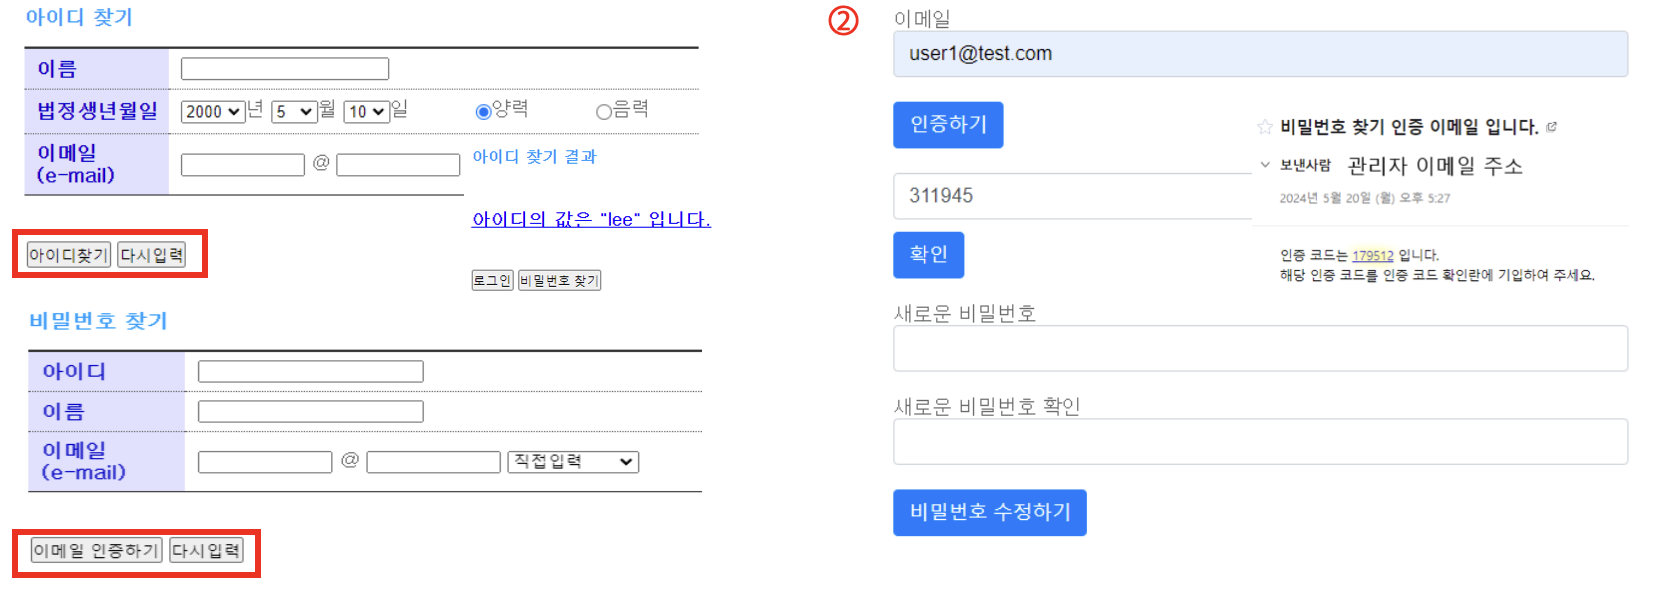 아이디 찾기
이름
법정생년월일 2000 년 5 월 10 일 양력 음력
이메일
(e-mail) @
아이디 찾기 결과
아이디의 값은 "lee" 입니다.
아이디찾기 다시입력
로그인 비밀번호 찾기
비밀번호 찾기
아이디
이름
이메일
(e-mail) @ 직접입력
이메일 인증하기 다시입력
②
이메일
user1@test.com
인증하기
311945
확인
비밀번호 찾기 인증 이메일 입니다.
보낸사람 관리자 이메일 주소
2024년 5월 20일 (월) 오후 5:27
인증 코드는 179512 입니다.
해당 인증 코드를 인증 코드 확인란에 기입하여 주세요.
새로운 비밀번호
새로운 비밀번호 확인
비밀번호 수정하기